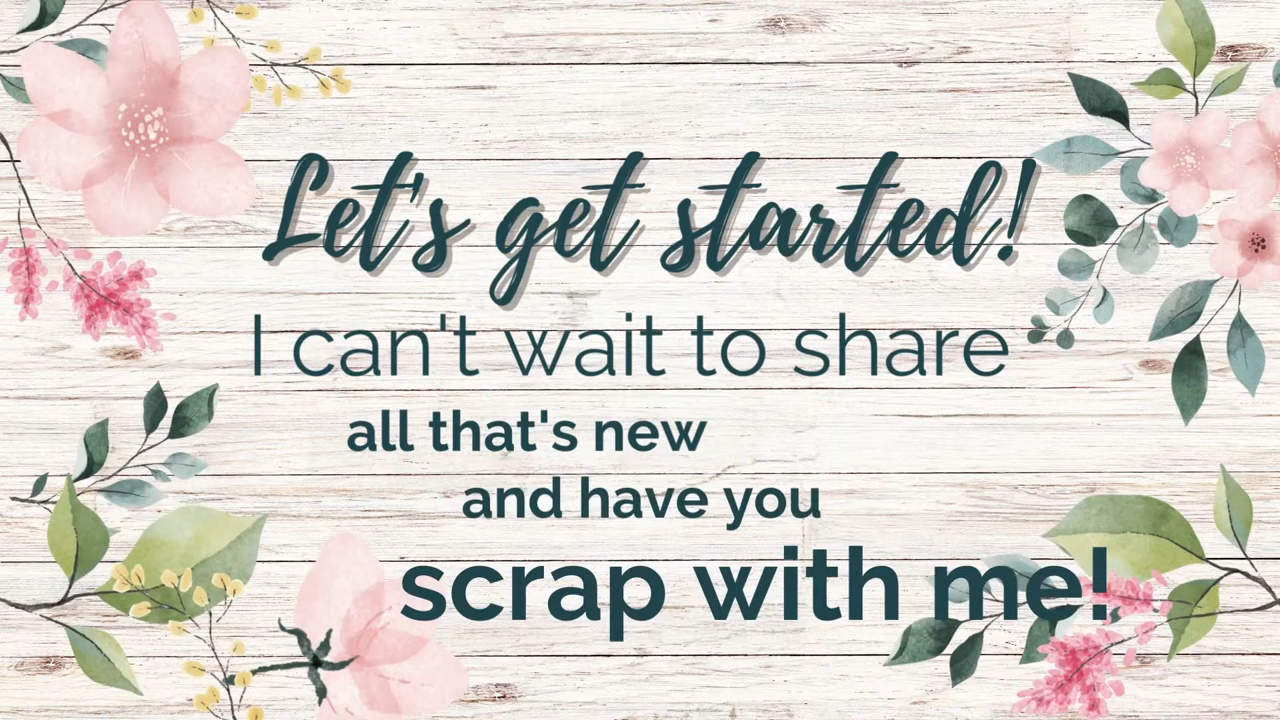 Let's get started!
I can't wait to share
all that's new
and have you
scrap with me!